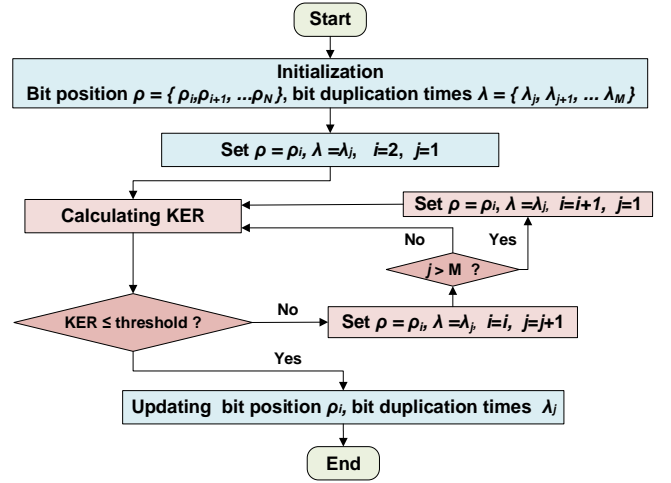 Start
Initialization
Bit position ρ = { ρi,ρi+1, ...ρN}, bit duplication times λ = { λj, λj+1, ... λM}
Set ρ = ρi, λ =λj, i=2, j=1
Calculating KER
Set ρ = ρi, λ =λj, i=i+1, j=1
No
Yes
j > M ?
KER ≤ threshold ?
No
Set ρ = ρi, λ =λj, i=i, j=j+1
Yes
Updating bit position ρi, bit duplication times λj
End